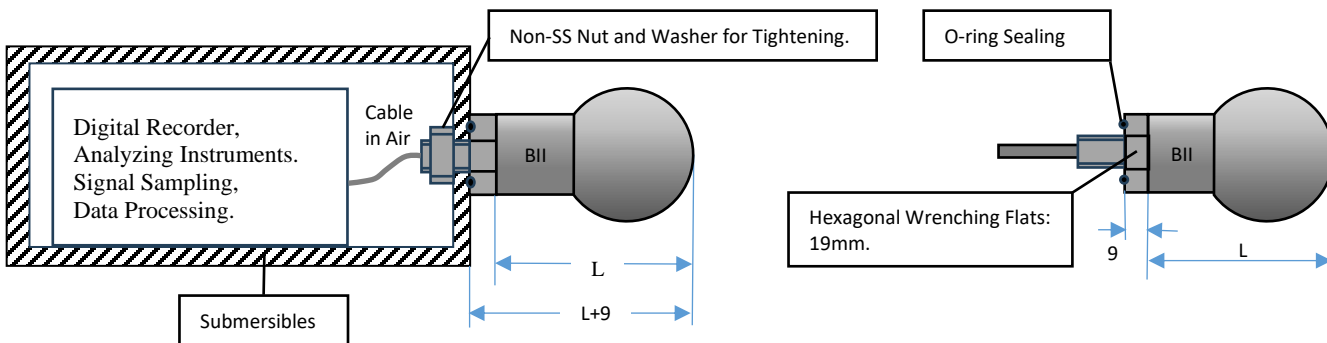 Non-SS Nut and Washer for Tightening.
O-ring Sealing
Cable
in Air
Digital Recorder,
Analyzing Instruments.
Signal Sampling,
Data Processing.
BII
BII
Hexagonal Wrenching Flats:
19mm.
9
L
L
L+9
Submersibles